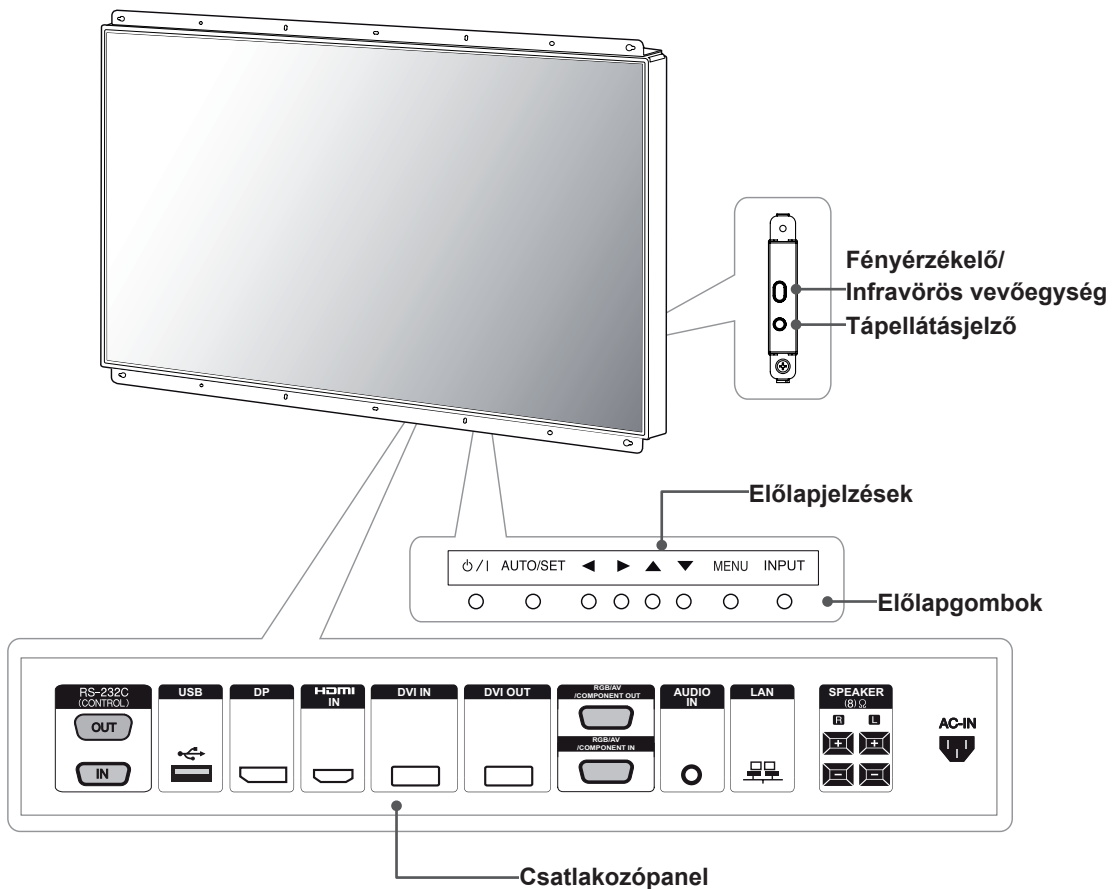 Fényérzékelő/
Infravörös vevőegység
Tápellátásjelző
Előlapjelzések
⏻/I AUTO/SET ◀ ▶ ▲ ▼ MENU INPUT
Előlapgombok
RS-232C
(CONTROL)
OUT
IN
USB
DP
HDMI
IN
DVI IN
DVI OUT
RGB/AV
/COMPONENT OUT
RGB/AV
/COMPONENT IN
AUDIO
IN
LAN
SPEAKER
(8)Ω
R L
+ +
− −
AC-IN
Csatlakozópanel